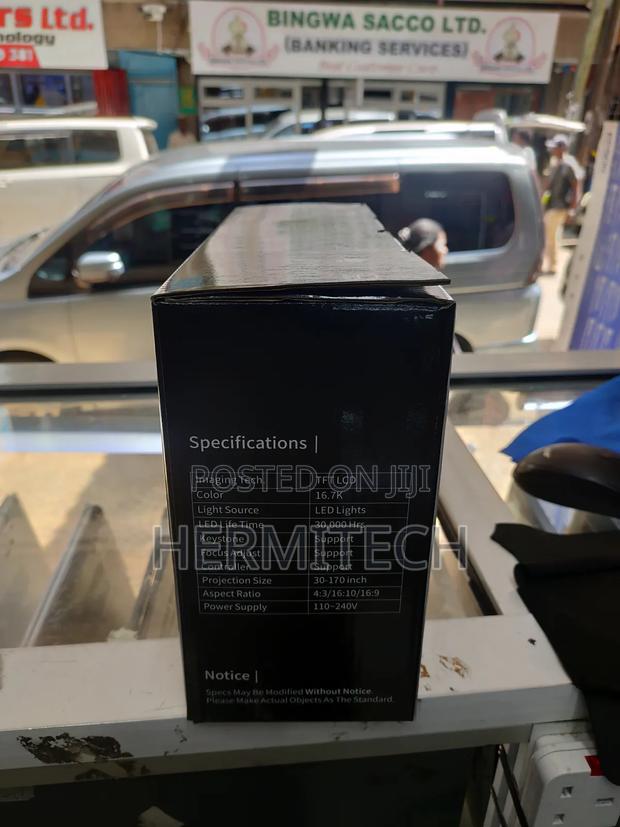 rs Ltd.
nology
0 381
BINGWA SACCO LTD.
(BANKING SERVICES)
Specifications |
Imaging Tech TFT LCD
POSTED ON JIJI
Color 16.7K
Light Source LED Lights
LED Life Time 30,000 Hrs
HERMITECH
Keystone Support
Focus Adjust Support
Controller Support
Projection Size 30-170 inch
Aspect Ratio 4:3/16:10/16:9
Power Supply 110~240V
Notice |
Specs May Be Modified Without Notice.
Please Make Actual Objects As The Standard.